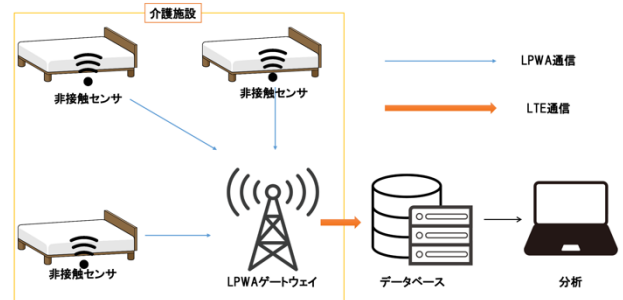 介護施設
非接触センサ
非接触センサ
LPWA通信
LTE通信
非接触センサ
LPWAゲートウェイ
データベース
分析